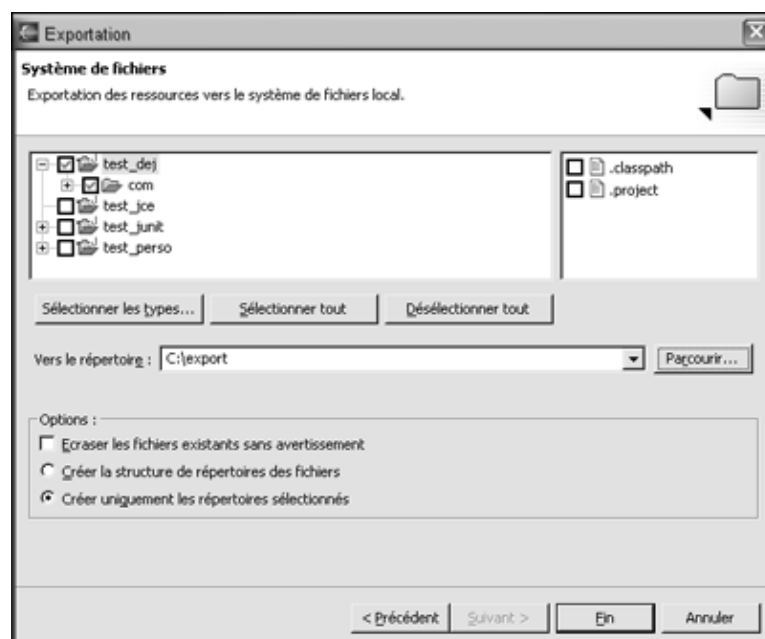 Exportation
Système de fichiers
Exportation des ressources vers le système de fichiers local.
test_dej
com
test_jce
test_junit
test_perso
.classpath
.project
Sélectionner les types... Sélectionner tout Désélectionner tout
Vers le répertoire : C:\export Parcourir...
Options :
Ecraser les fichiers existants sans avertissement
Créer la structure de répertoires des fichiers
Créer uniquement les répertoires sélectionnés
< Précédent Suivant > Fin Annuler